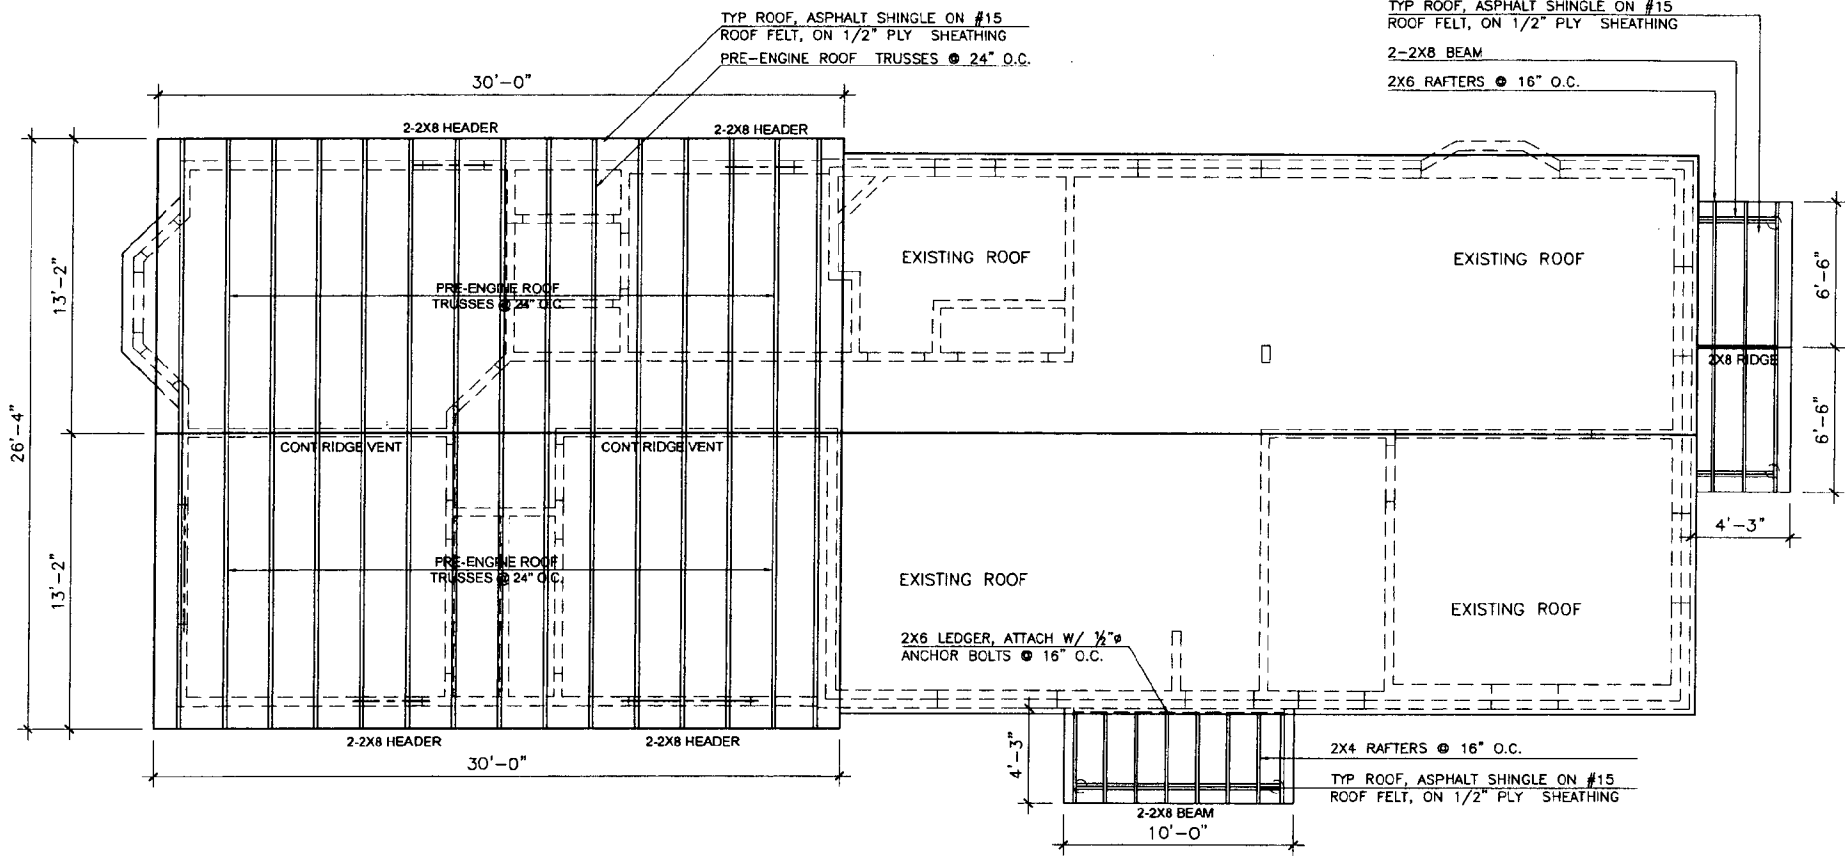 TYP ROOF, ASPHALT SHINGLE ON #15
ROOF FELT, ON 1/2" PLY SHEATHING
PRE-ENGINE ROOF TRUSSES @ 24" O.C.
TYP ROOF, ASPHALT SHINGLE ON #15
ROOF FELT, ON 1/2" PLY SHEATHING
2-2X8 BEAM
2X6 RAFTERS @ 16" O.C.
30'-0"
2-2X8 HEADER
2-2X8 HEADER
13'-2"
26'-4"
13'-2"
PRE-ENGINE ROOF
TRUSSES @ 24" O.C.
EXISTING ROOF
EXISTING ROOF
6'-6"
2X8 RIDGE
6'-6"
4'-3"
CONT RIDGE VENT
CONT RIDGE VENT
PRE-ENGINE ROOF
TRUSSES @ 24" O.C.
EXISTING ROOF
EXISTING ROOF
2X6 LEDGER, ATTACH W/ ½"ø
ANCHOR BOLTS @ 16" O.C.
2-2X8 HEADER
2-2X8 HEADER
30'-0"
4'-3"
2X4 RAFTERS @ 16" O.C.
TYP ROOF, ASPHALT SHINGLE ON #15
ROOF FELT, ON 1/2" PLY SHEATHING
2-2X8 BEAM
10'-0"